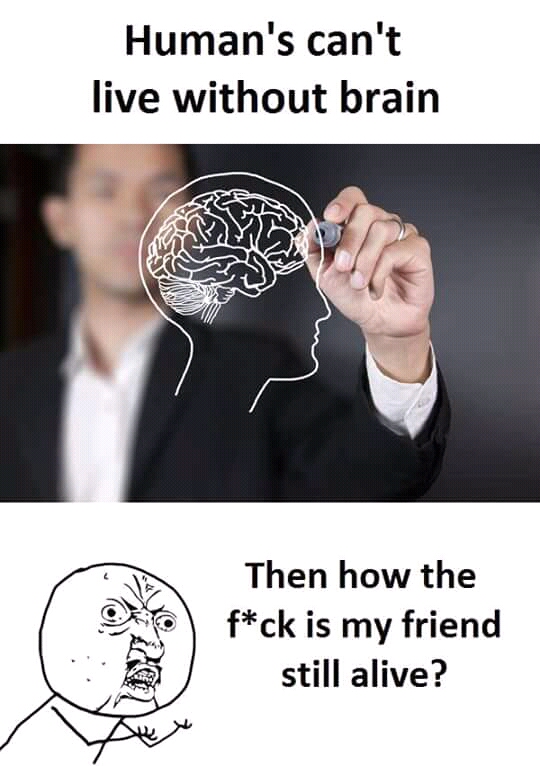 Human's can't
live without brain
Then how the
f*ck is my friend
still alive?